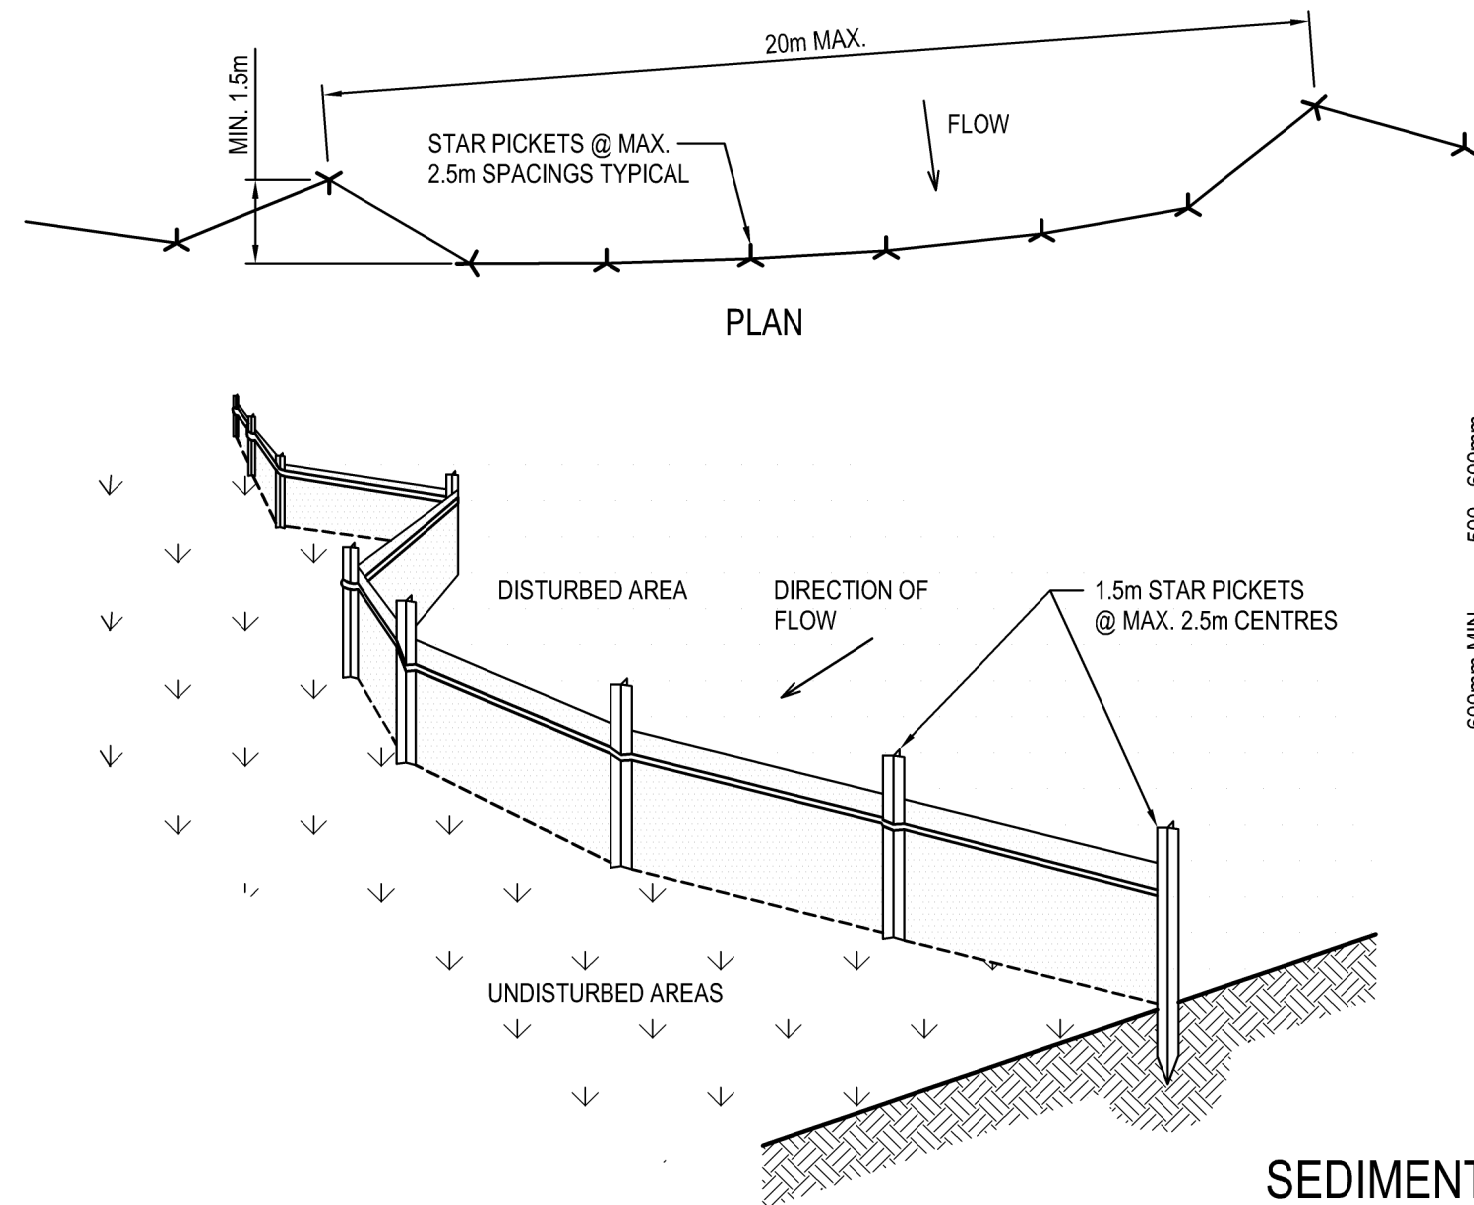 20m MAX.
MIN. 1.5m
STAR PICKETS @ MAX.
2.5m SPACINGS TYPICAL
FLOW
PLAN
DISTURBED AREA
DIRECTION OF
FLOW
1.5m STAR PICKETS
@ MAX. 2.5m CENTRES
UNDISTURBED AREAS
SEDIMENT